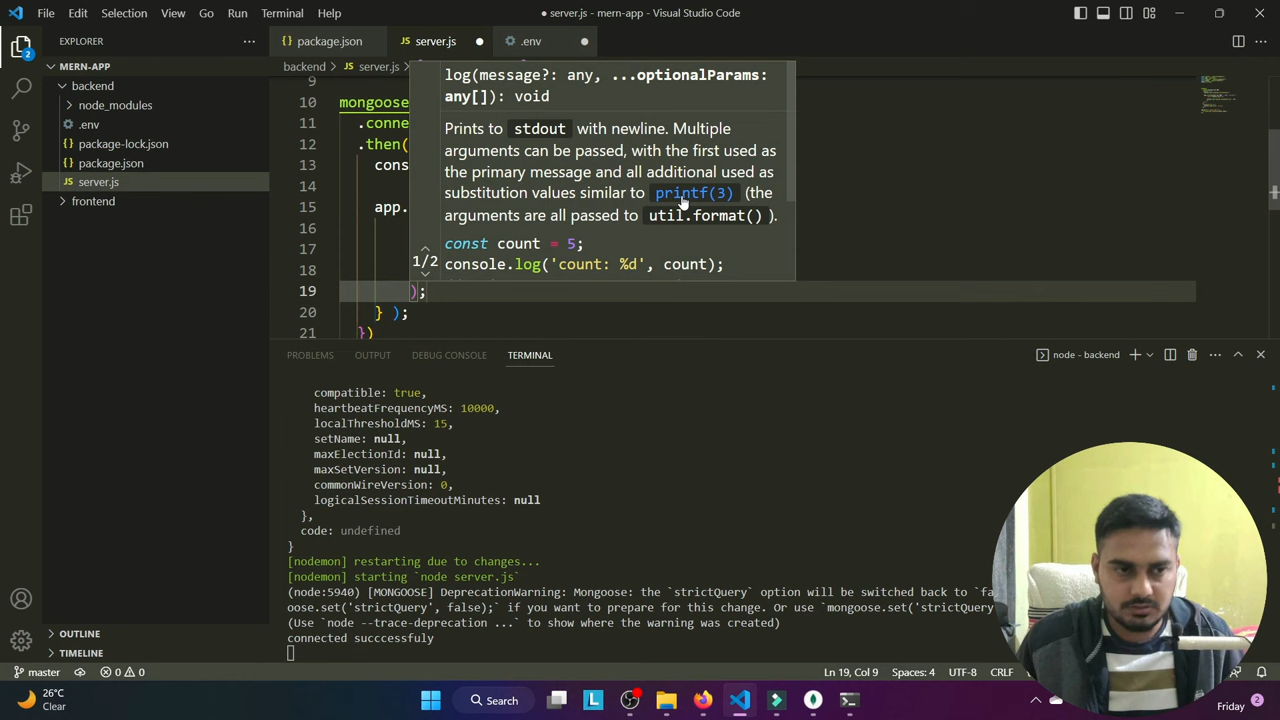 File Edit Selection View Go Run Terminal Help
● server.js - mern-app - Visual Studio Code
EXPLORER
package.json
server.js
.env
MERN-APP
backend > server.js >
backend
node_modules
.env
package-lock.json
package.json
server.js
frontend
2
9
10 mongoose
11 .conne
12 .then(
13 cons
14
15 app.
16
17
18
19 );
20 } );
21 })
log(message?: any, ...optionalParams:
any[]): void
Prints to stdout with newline. Multiple
arguments can be passed, with the first used as
the primary message and all additional used as
substitution values similar to printf(3) (the
arguments are all passed to util.format() ).
const count = 5;
1/2
console.log('count: %d', count);
PROBLEMS OUTPUT DEBUG CONSOLE TERMINAL
node - backend
compatible: true,
heartbeatFrequencyMS: 10000,
localThresholdMS: 15,
setName: null,
maxElectionId: null,
maxSetVersion: null,
commonWireVersion: 0,
logicalSessionTimeoutMinutes: null
},
code: undefined
}
[nodemon] restarting due to changes...
[nodemon] starting `node server.js`
(node:5940) [MONGOOSE] DeprecationWarning: Mongoose: the `strictQuery` option will be switched back to `fa
oose.set('strictQuery', false);` if you want to prepare for this change. Or use `mongoose.set('strictQuery
(Use `node --trace-deprecation ...` to show where the warning was created)
connected succcessfuly
OUTLINE
TIMELINE
master
0 0
Ln 19, Col 9 Spaces: 4 UTF-8 CRLF
26°C
Clear
Search
Friday